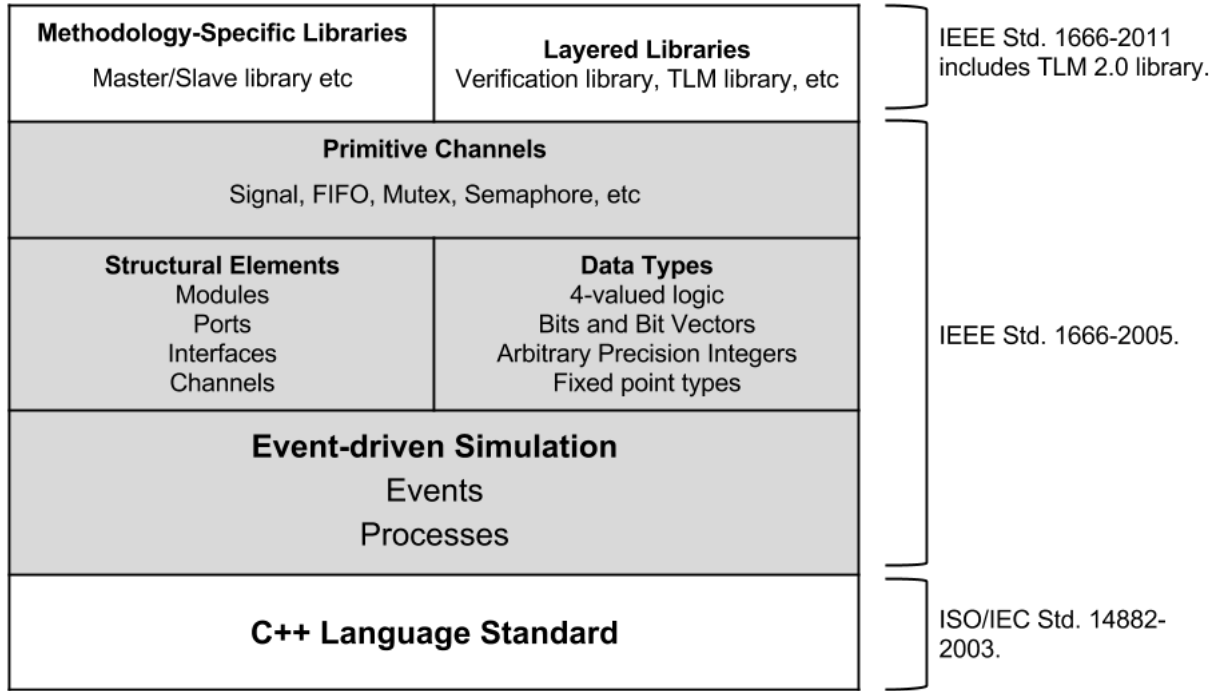 Methodology-Specific Libraries
Master/Slave library etc
Layered Libraries
Verification library, TLM library, etc
IEEE Std. 1666-2011
includes TLM 2.0 library.
Primitive Channels
Signal, FIFO, Mutex, Semaphore, etc
Structural Elements
Modules
Ports
Interfaces
Channels
Data Types
4-valued logic
Bits and Bit Vectors
Arbitrary Precision Integers
Fixed point types
IEEE Std. 1666-2005.
Event-driven Simulation
Events
Processes
C++ Language Standard
ISO/IEC Std. 14882-
2003.